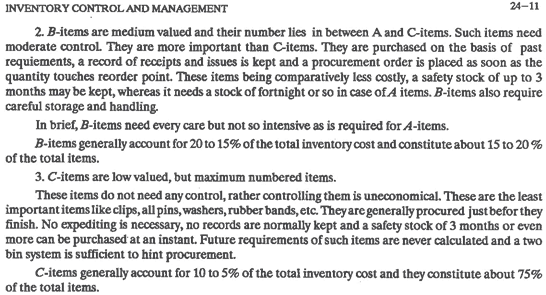 INVENTORY CONTROL AND MANAGEMENT 24–11
2. B-items are medium valued and their number lies in between A and C-items. Such items need
moderate control. They are more important than C-items. They are purchased on the basis of past
requiements, a record of receipts and issues is kept and a procurement order is placed as soon as the
quantity touches reorder point. These items being comparatively less costly, a safety stock of up to 3
months may be kept, whereas it needs a stock of fortnight or so in case of A items. B-items also require
careful storage and handling.
In brief, B-items need every care but not so intensive as is required for A-items.
B-items generally account for 20 to 15% of the total inventory cost and constitute about 15 to 20 %
of the total items.
3. C-items are low valued, but maximum numbered items.
These items do not need any control, rather controlling them is uneconomical. These are the least
important items like clips, all pins, washers, rubber bands, etc. They are generally procured just befor they
finish. No expediting is necessary, no records are normally kept and a safety stock of 3 months or even
more can be purchased at an instant. Future requirements of such items are never calculated and a two
bin system is sufficient to hint procurement.
C-items generally account for 10 to 5% of the total inventory cost and they constitute about 75%
of the total items.